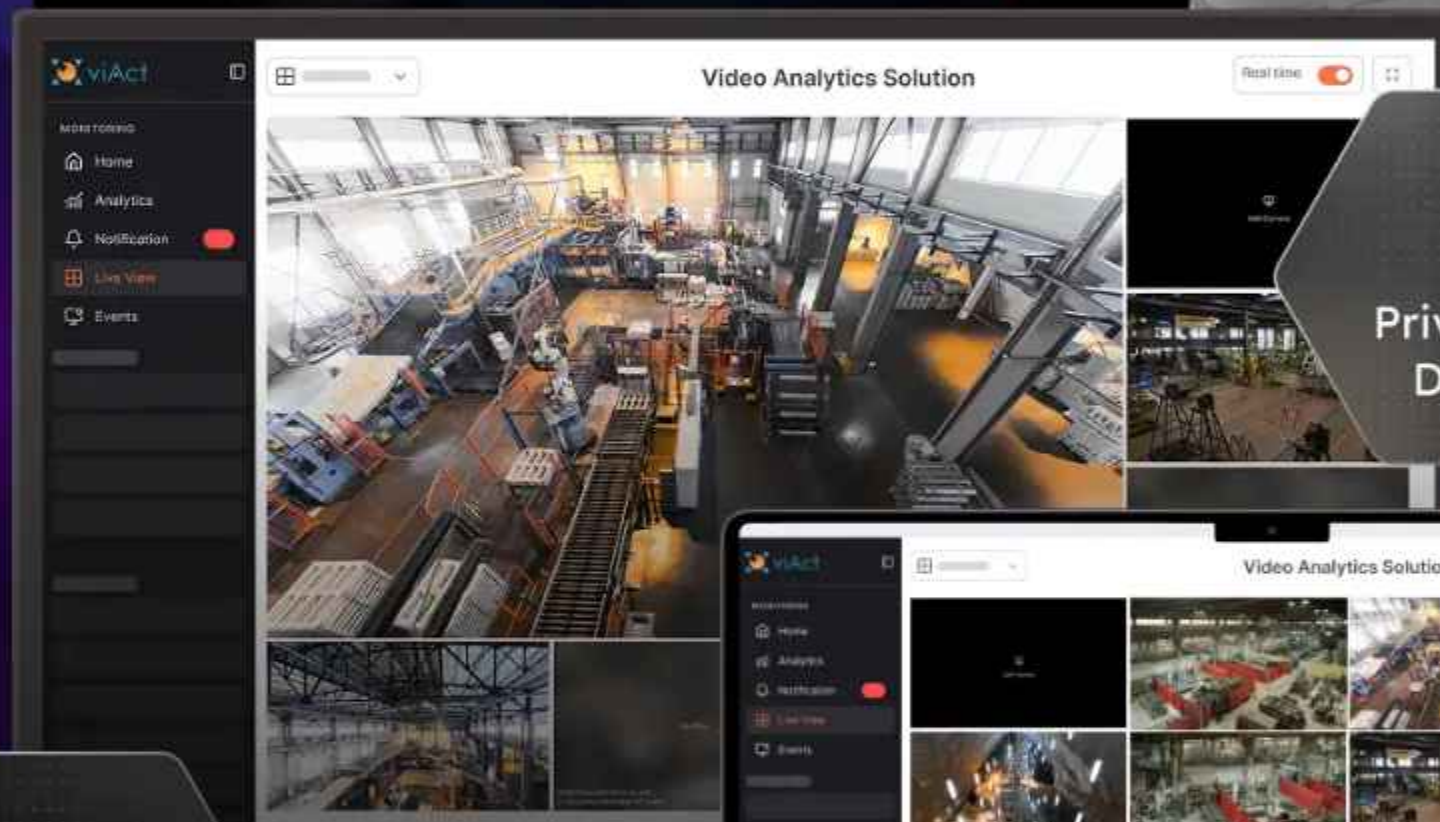 viAct
Video Analytics Solution
Real time
MONITORING
Home
Analytics
Notification
Live View
Events
Priv
D
viAct
Video Analytics Solutio
MONITORING
Home
Analytics
Notification
Live View
Events